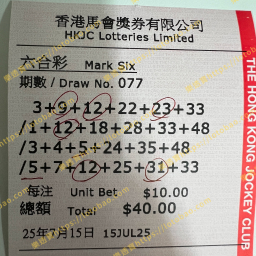 香港馬會獎券有限公司
HKJC Lotteries Limited
六合彩 Mark Six
期數 / Draw No. 077
3+9+12+22+23+33
/1+12+18+28+33+48
/3+4+5+24+35+48
/5+7+12+25+31+33
每注 Unit Bet $10.00
總額 Total $40.00
25年7月15日 15JUL25
THE HONG KONG JOCKEY CLUB